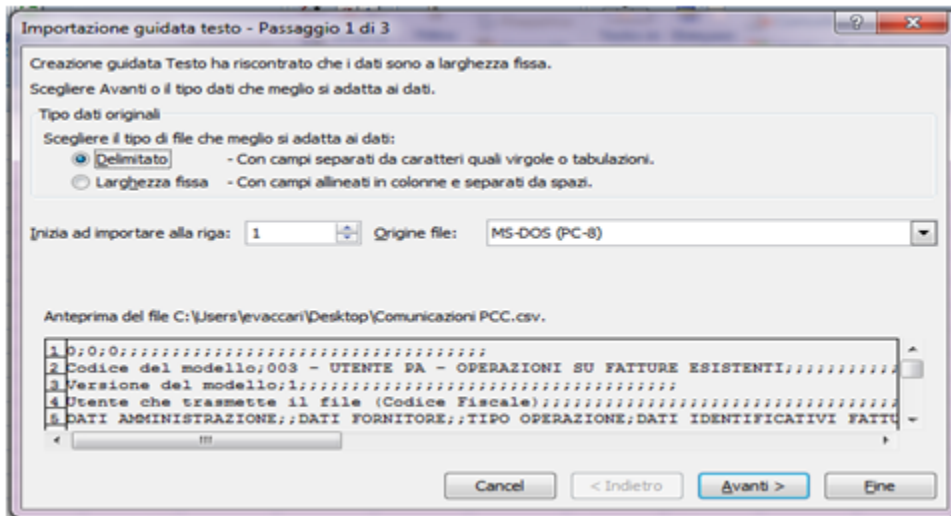 Importazione guidata testo - Passaggio 1 di 3
Creazione guidata Testo ha riscontrato che i dati sono a larghezza fissa.
Scegliere Avanti o il tipo dati che meglio si adatta ai dati.
Tipo dati originali
Scegliere il tipo di file che meglio si adatta ai dati:
Delimitato - Con campi separati da caratteri quali virgole o tabulazioni.
Larghezza fissa - Con campi allineati in colonne e separati da spazi.
Inizia ad importare alla riga: 1 Origine file: MS-DOS (PC-8)
Anteprima del file C:\Users\evaccari\Desktop\Comunicazioni PCC.csv.
1 0;0;0;;;;;;;;;;;;;;;;;;;;;;;;;;;;;;;;;;;
2 Codice del modello;003 - UTENTE PA - OPERAZIONI SU FATTURE ESISTENTI;;;;;;;;;;;
3 Versione del modello;1;;;;;;;;;;;;;;;;;;;;;;;;;;;;;;;;;;;;
4 Utente che trasmette il file (Codice Fiscale);;;;;;;;;;;;;;;;;;;;;;;;;;;;;;;;;;
5 DATI AMMINISTRAZIONE;;DATI FORNITORE;;TIPO OPERAZIONE;DATI IDENTIFICATIVI FATTU
Cancel < Indietro Avanti > Fine